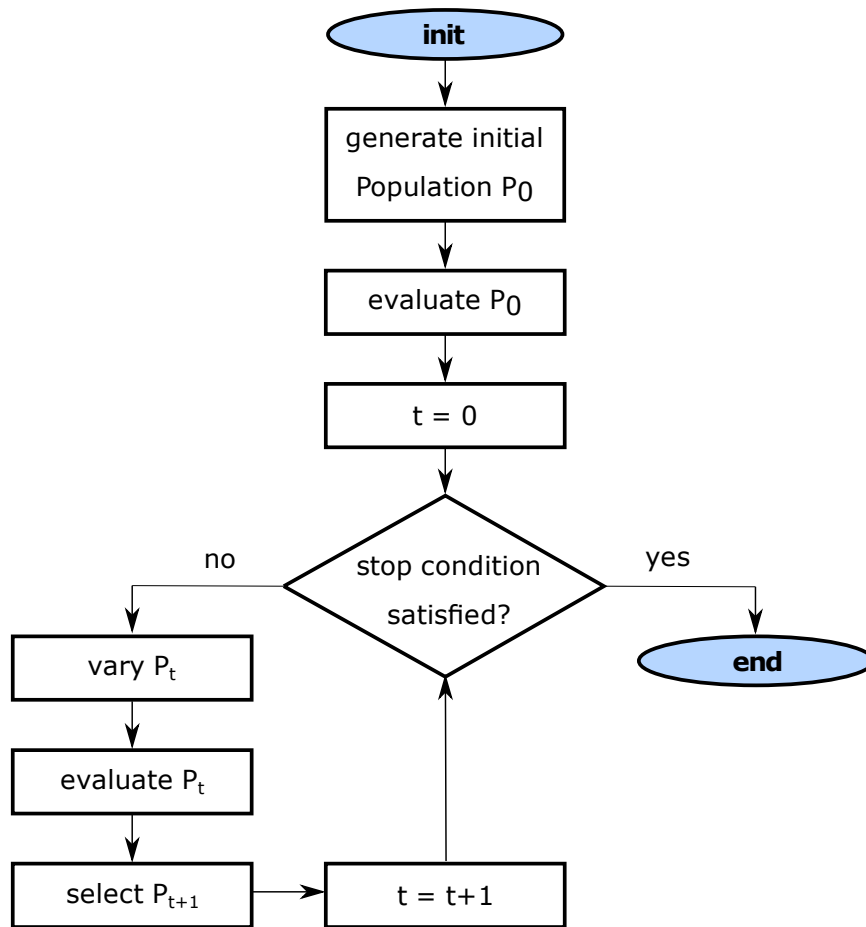 init
generate initial
Population P0
evaluate P0
t = 0
stop condition
satisfied?
no
yes
vary Pt
end
evaluate Pt
select Pt+1
t = t+1